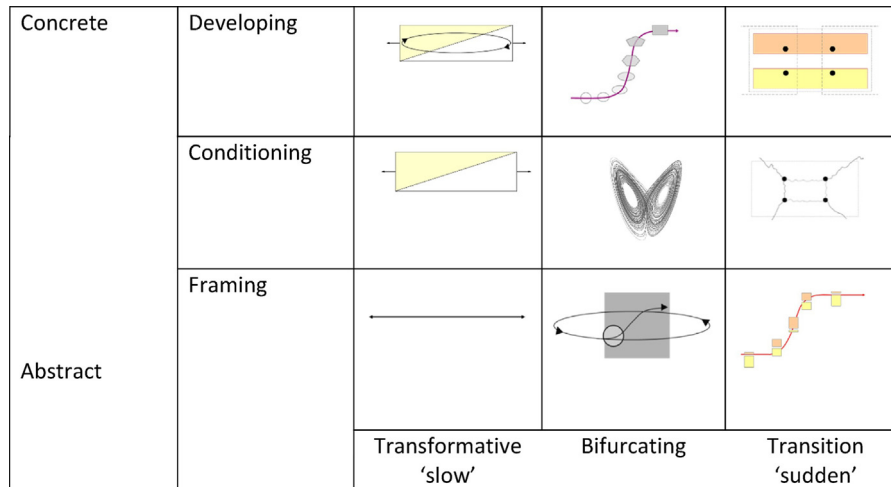 Concrete
Developing
Conditioning
Framing
Abstract
Transformative
‘slow’
Bifurcating
Transition
‘sudden’